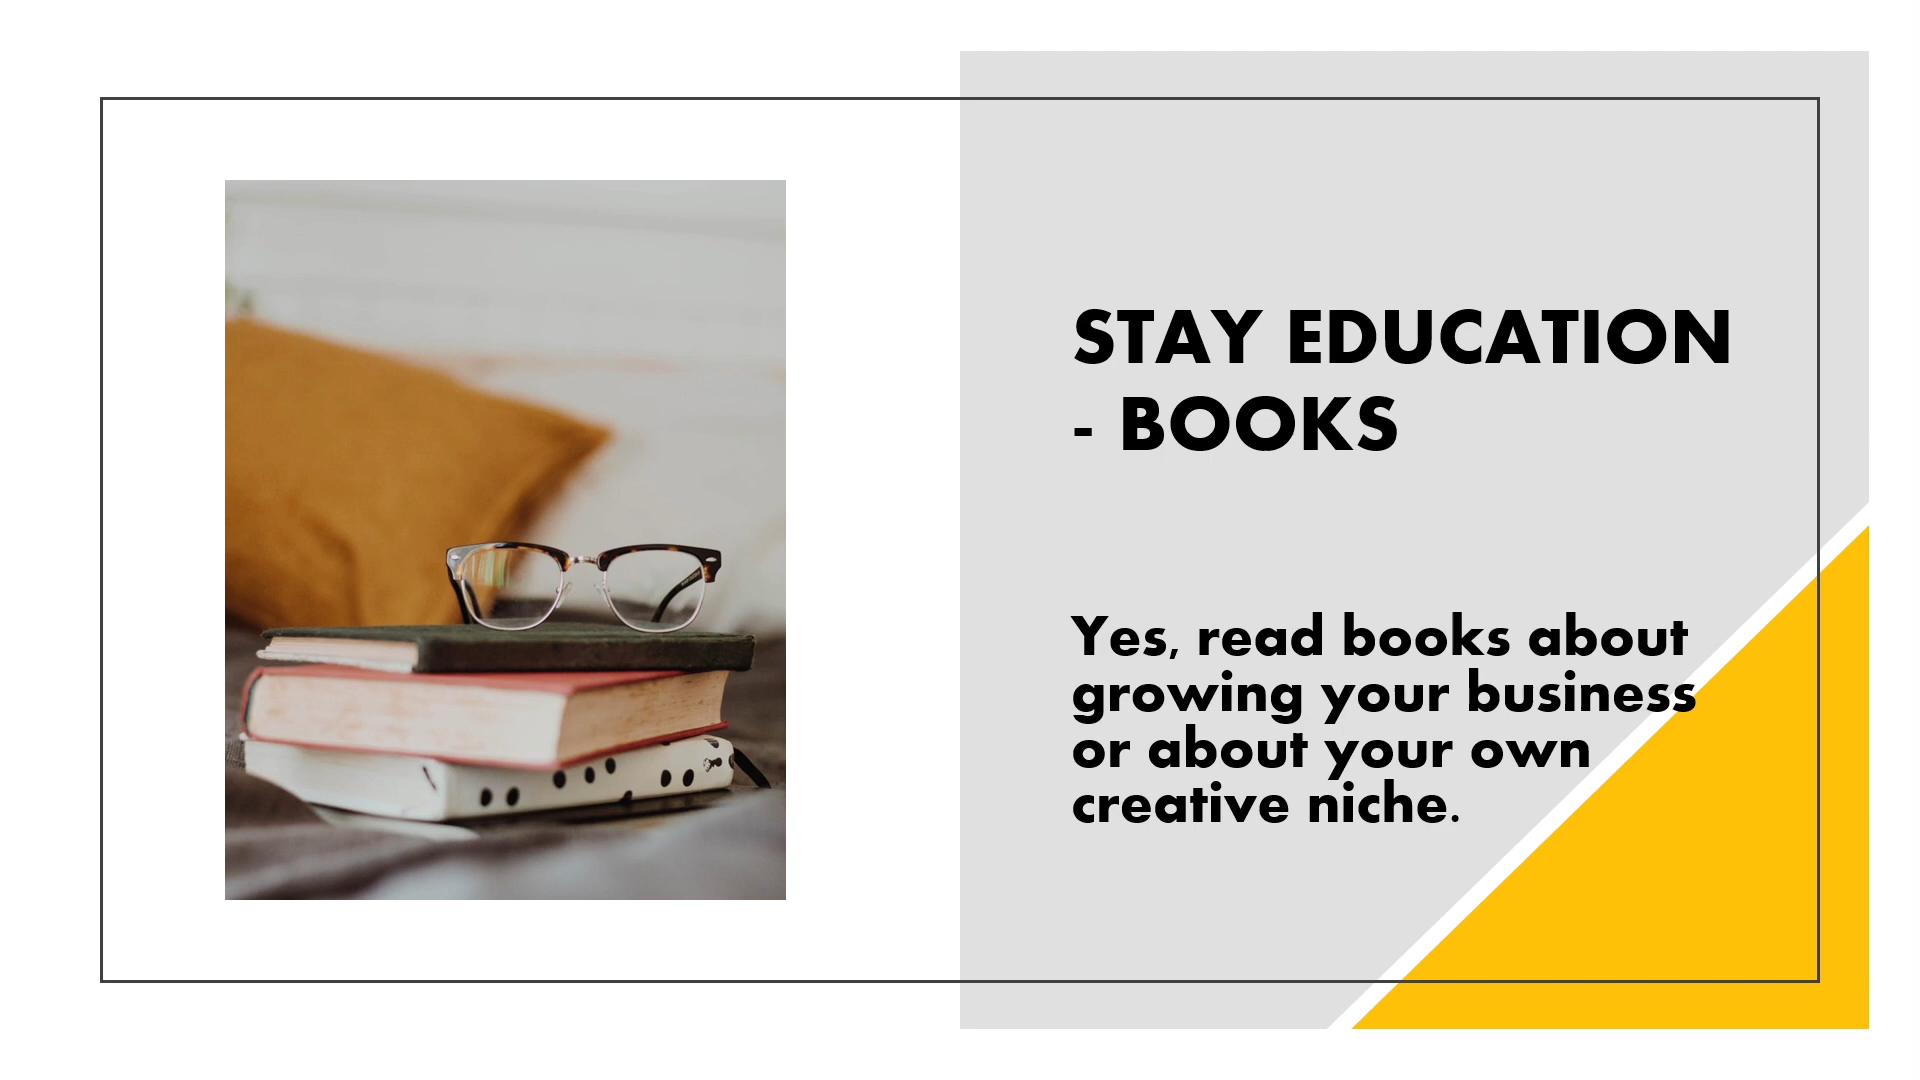 STAY EDUCATION
- BOOKS
Yes, read books about
growing your business
or about your own
creative niche.